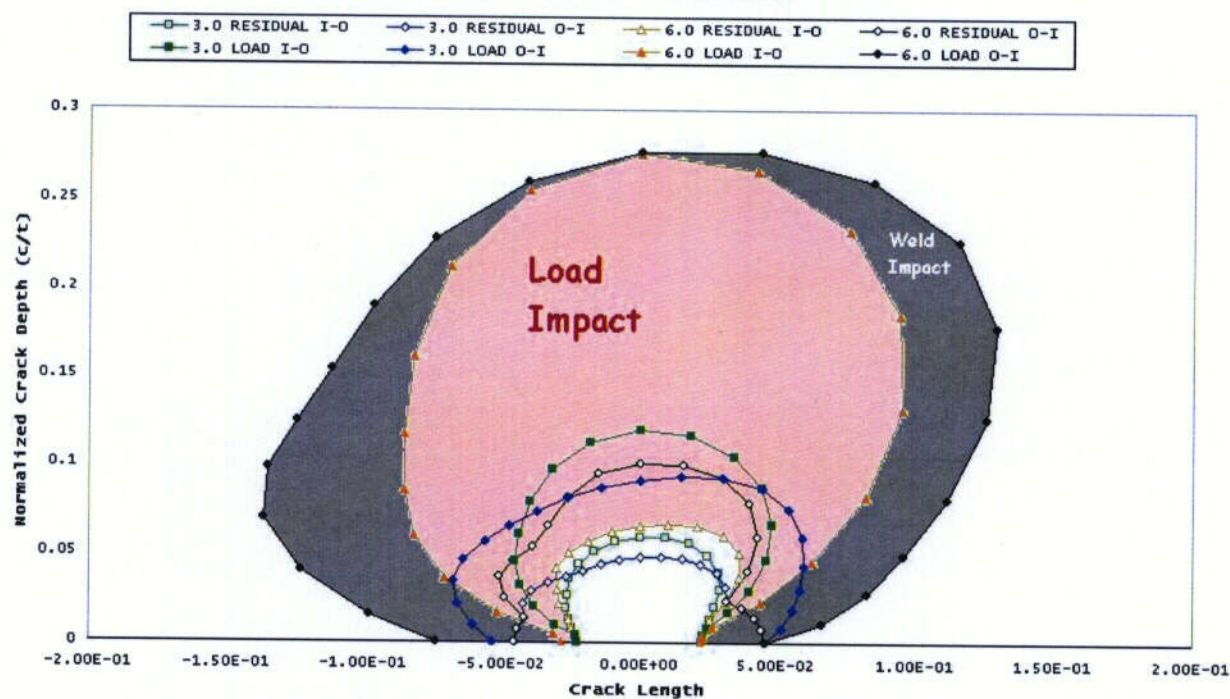 3.0 RESIDUAL I-O 3.0 RESIDUAL O-I 6.0 RESIDUAL I-O 6.0 RESIDUAL O-I
3.0 LOAD I-O 3.0 LOAD O-I 6.0 LOAD I-O 6.0 LOAD O-I
0.3
0.25
0.2
0.15
0.1
0.05
0
Normalized Crack Depth (c/t)
Load
Impact
Weld
Impact
-2.00E-01 -1.50E-01 -1.00E-01 -5.00E-02 0.00E+00 5.00E-02 1.00E-01 1.50E-01 2.00E-01
Crack Length